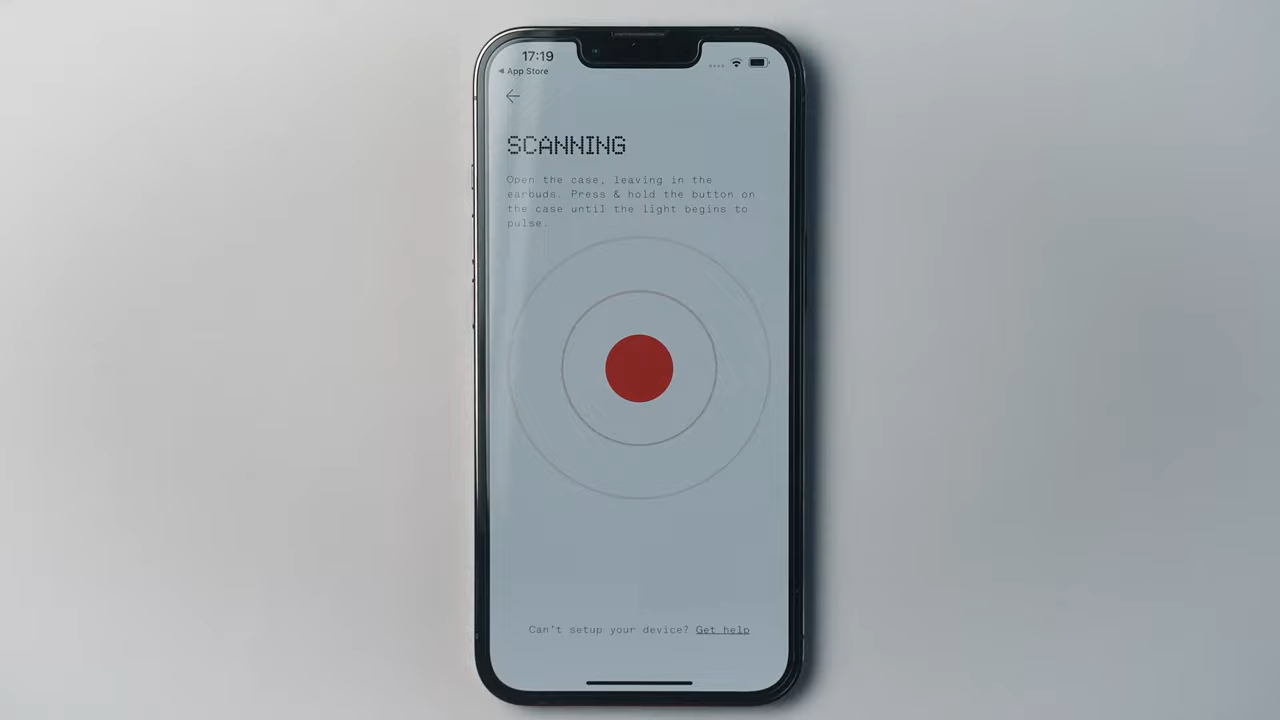 17:19
◀ App Store
SCANNING
Open the case, leaving in the
earbuds. Press & hold the button on
the case until the light begins to
pulse.
Can't setup your device? Get help